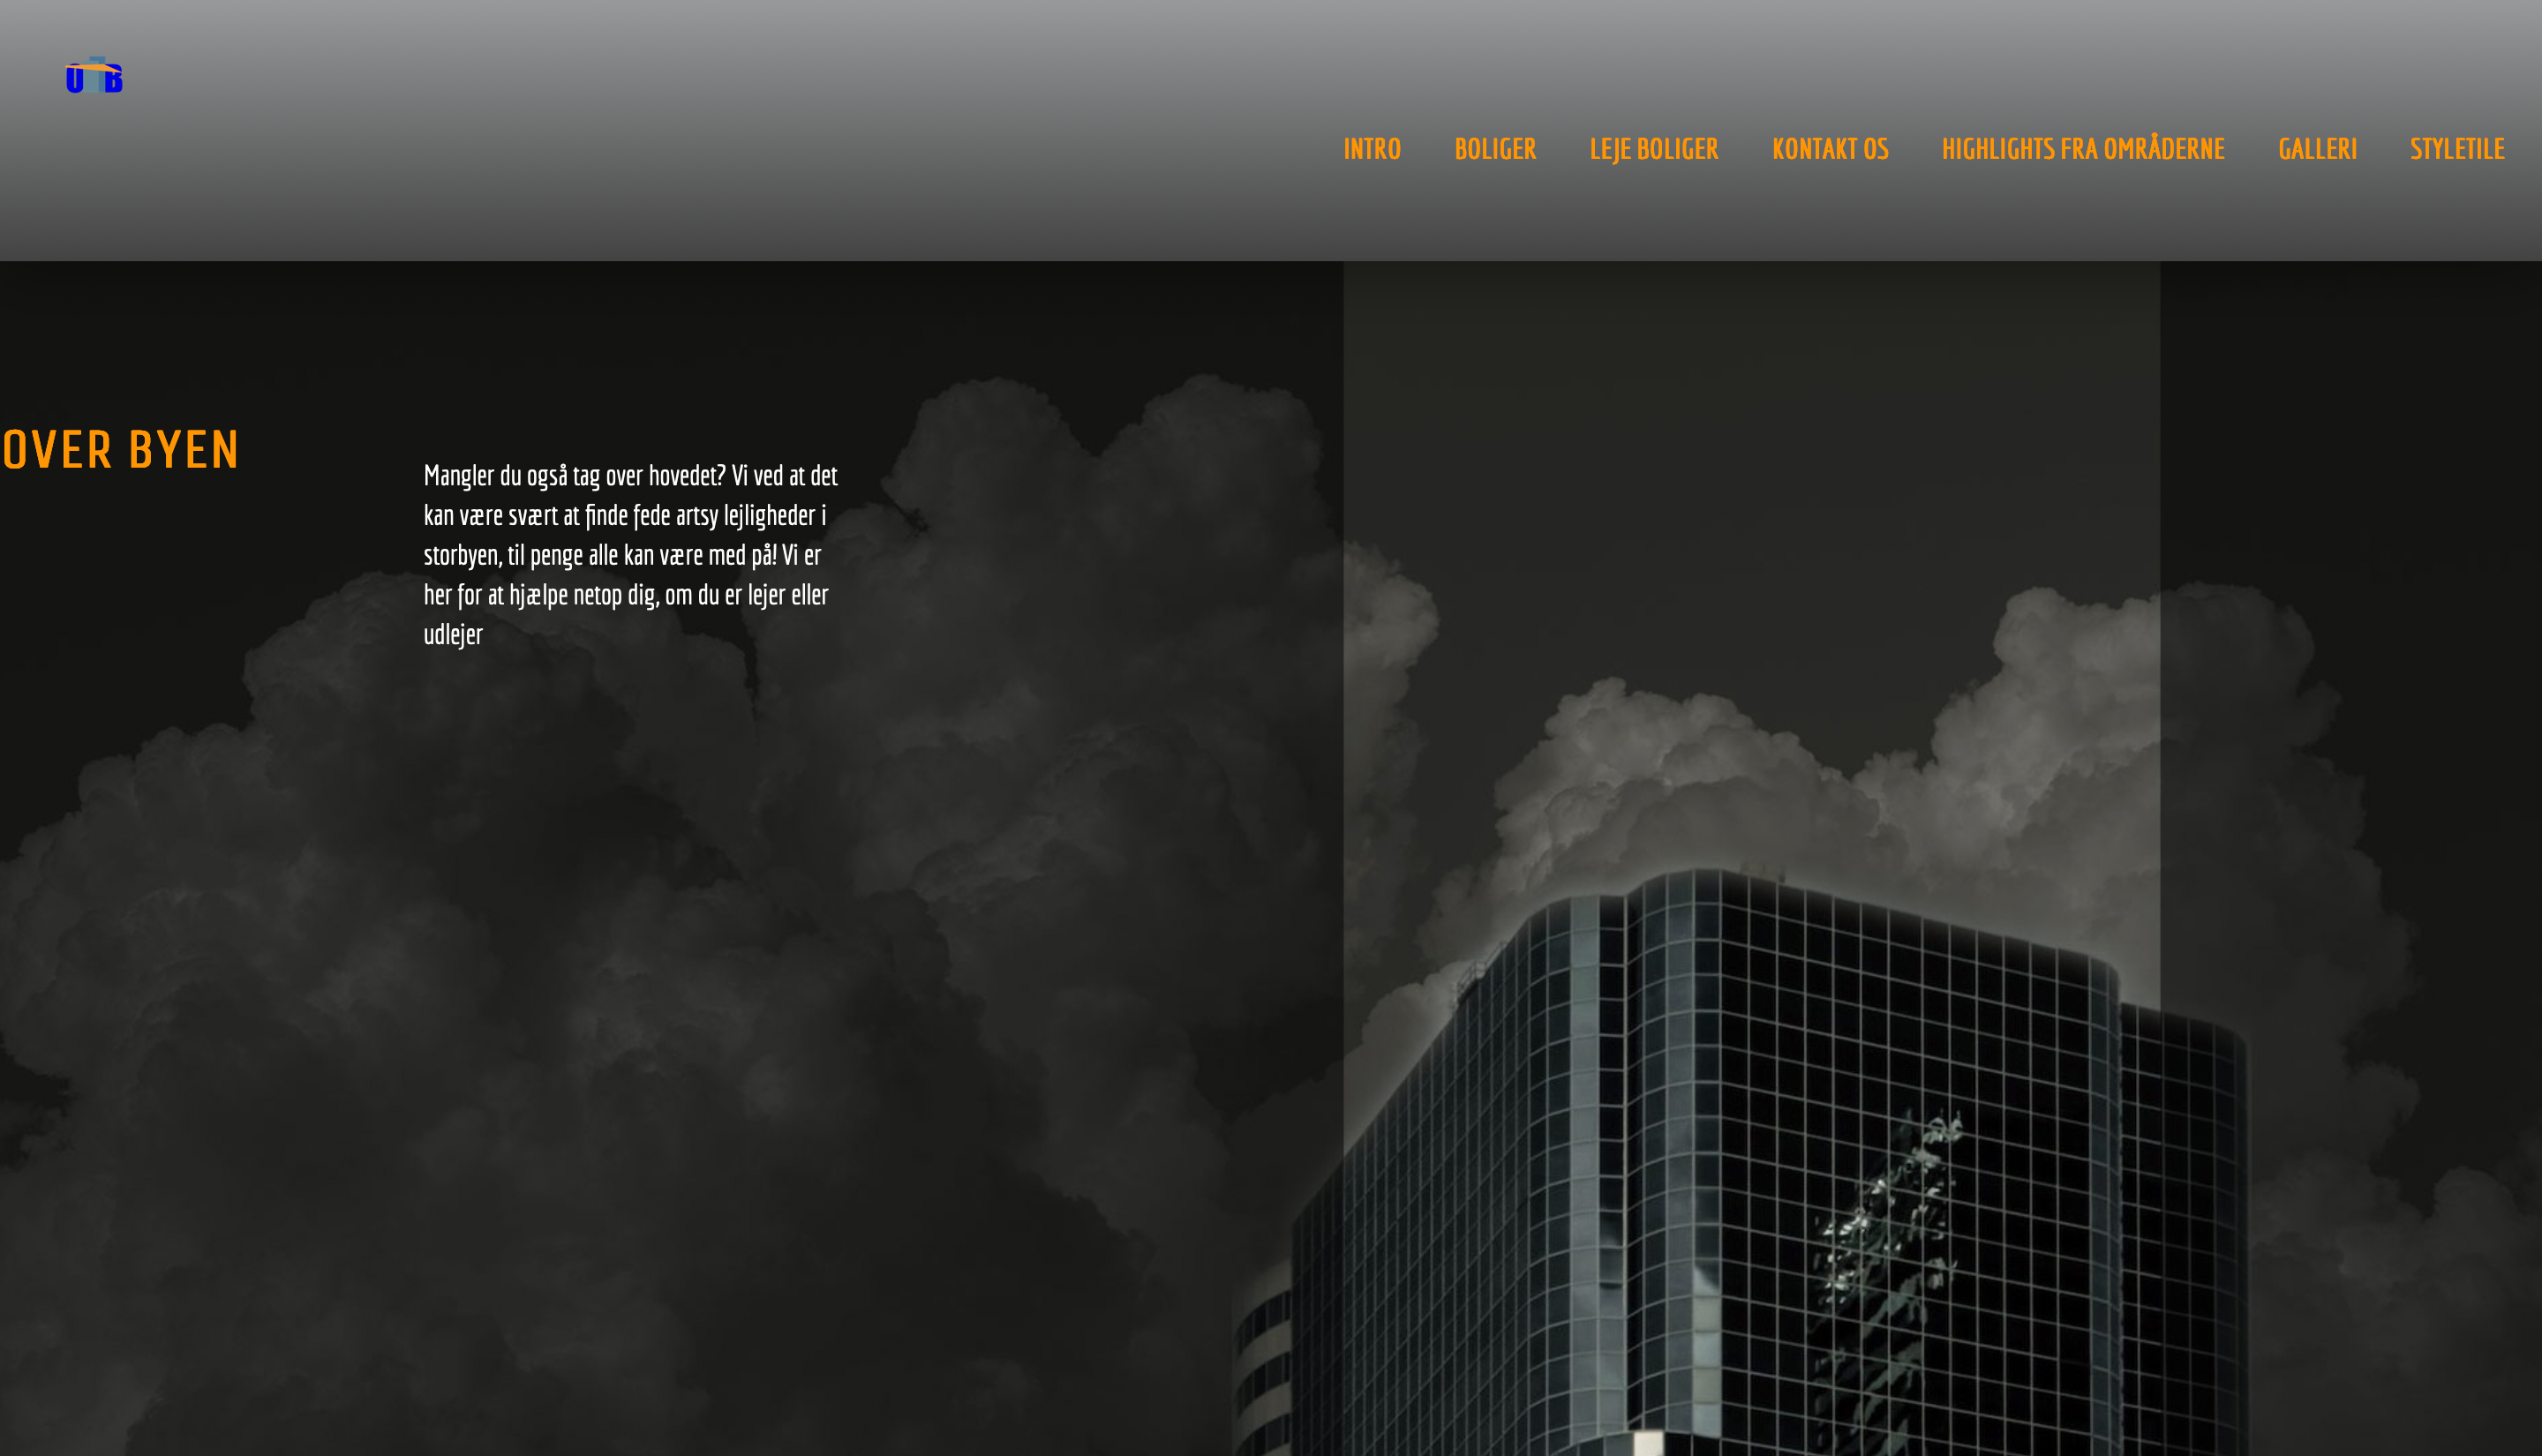 OTB
INTRO BOLIGER LEJE BOLIGER KONTAKT OS HIGHLIGHTS FRA OMRÅDERNE GALLERI STYLETILE
OVER BYEN
Mangler du også tag over hovedet? Vi ved at det
kan være svært at finde fede artsy lejligheder i
storbyen, til penge alle kan være med på! Vi er
her for at hjælpe netop dig, om du er lejer eller
udlejer